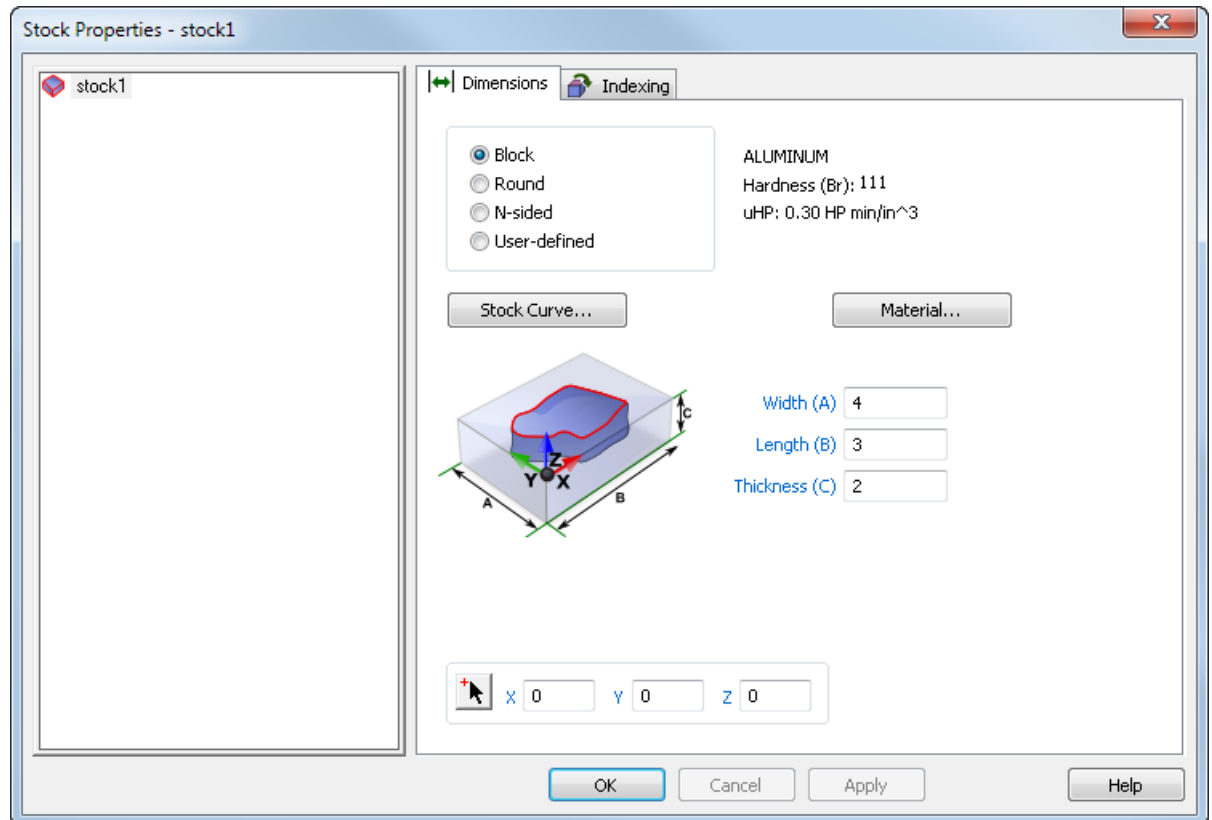 Stock Properties - stock1
stock1
Dimensions
Indexing
Block
Round
N-sided
User-defined
ALUMINUM
Hardness (Br): 111
uHP: 0.30 HP min/in^3
Stock Curve...
Material...
C
Z
Y
X
A
B
Width (A) 4
Length (B) 3
Thickness (C) 2
X 0 Y 0 Z 0
OK Cancel Apply Help